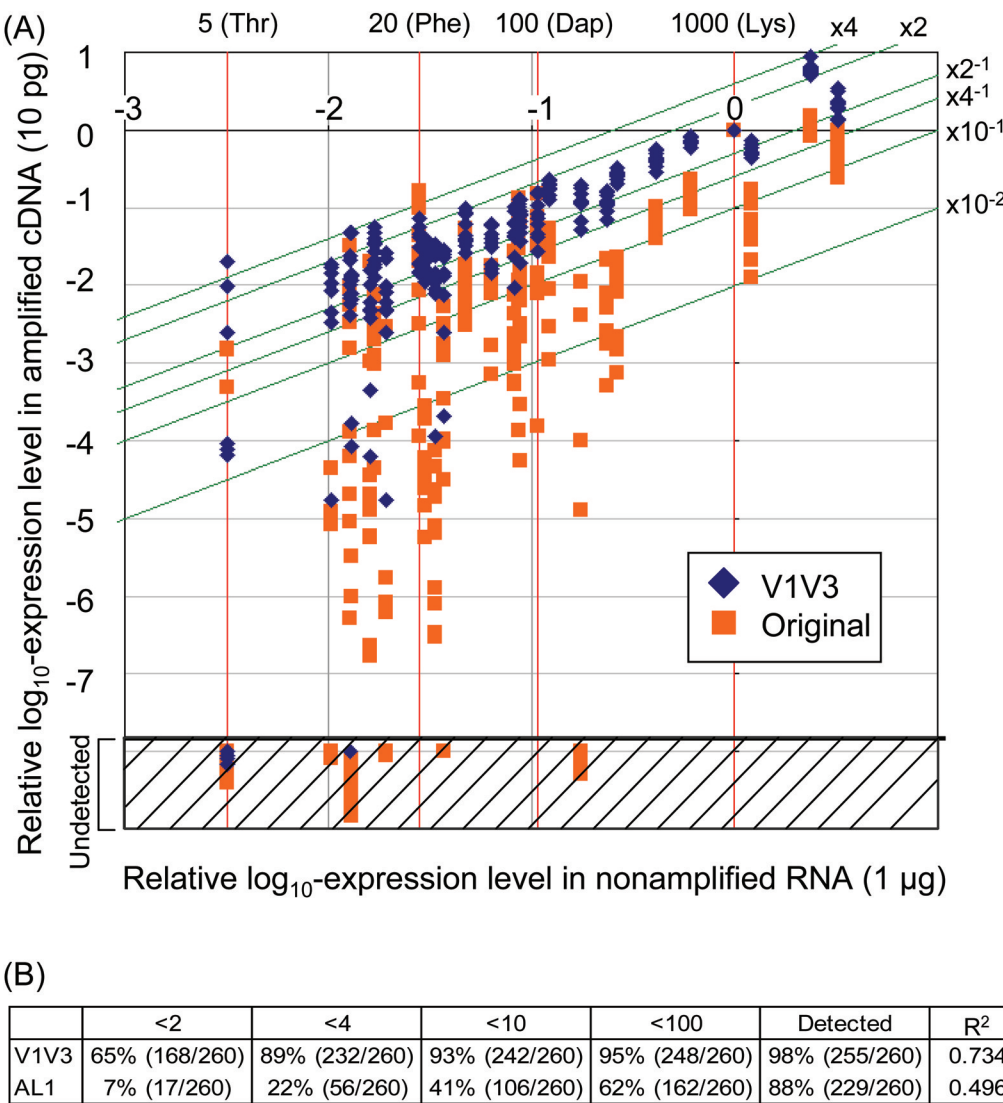 (A)
5 (Thr) 20 (Phe) 100 (Dap) 1000 (Lys) x4 x2
x2⁻¹
x4⁻¹
x10⁻¹
x10⁻²
1
0
-1
-2
-3
-4
-5
-6
-7
-3 -2 -1 0
Relative log₁₀-expression level in amplified cDNA (10 pg)
Undetected
V1V3
Original
Relative log₁₀-expression level in nonamplified RNA (1 µg)
(B)
<2 <4 <10 <100 Detected R²
V1V3 65% (168/260) 89% (232/260) 93% (242/260) 95% (248/260) 98% (255/260) 0.734
AL1 7% (17/260) 22% (56/260) 41% (106/260) 62% (162/260) 88% (229/260) 0.496